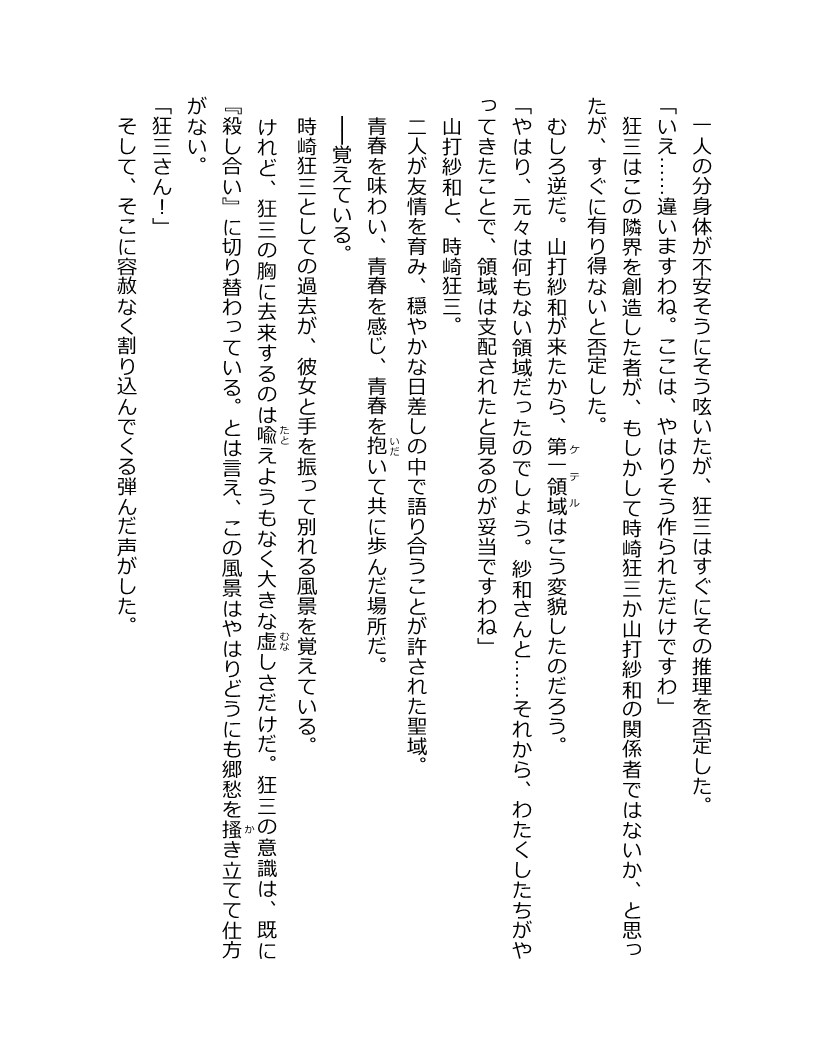 一人の分身体が不安そうにそう呟いたが、狂三はすぐにその推理を否定した。
「いえ……違いますわね。ここは、やはりそう作られただけですわ」
狂三はこの隣界を創造した者が、もしかして時崎狂三か山打紗和の関係者ではないか、と思っ
たが、すぐに有り得ないと否定した。
むしろ逆だ。山打紗和が来たから、第一領域ケテルはこう変貌したのだろう。
「やはり、元々は何もない領域だったのでしょう。紗和さんと……それから、わたくしたちがや
ってきたことで、領域は支配されたと見るのが妥当ですわね」
山打紗和と、時崎狂三。
二人が友情を育み、穏やかな日差しの中で語り合うことが許された聖域。
青春を味わい、青春を感じ、青春を抱いだいて共に歩んだ場所だ。
――覚えている。
時崎狂三としての過去が、彼女と手を振って別れる風景を覚えている。
けれど、狂三の胸に去来するのは喩たとえようもなく大きな虚むなしさだけだ。狂三の意識は、既に
『殺し合い』に切り替わっている。とは言え、この風景はやはりどうにも郷愁を掻かき立てて仕方
がない。
「狂三さん！」
そして、そこに容赦なく割り込んでくる弾んだ声がした。